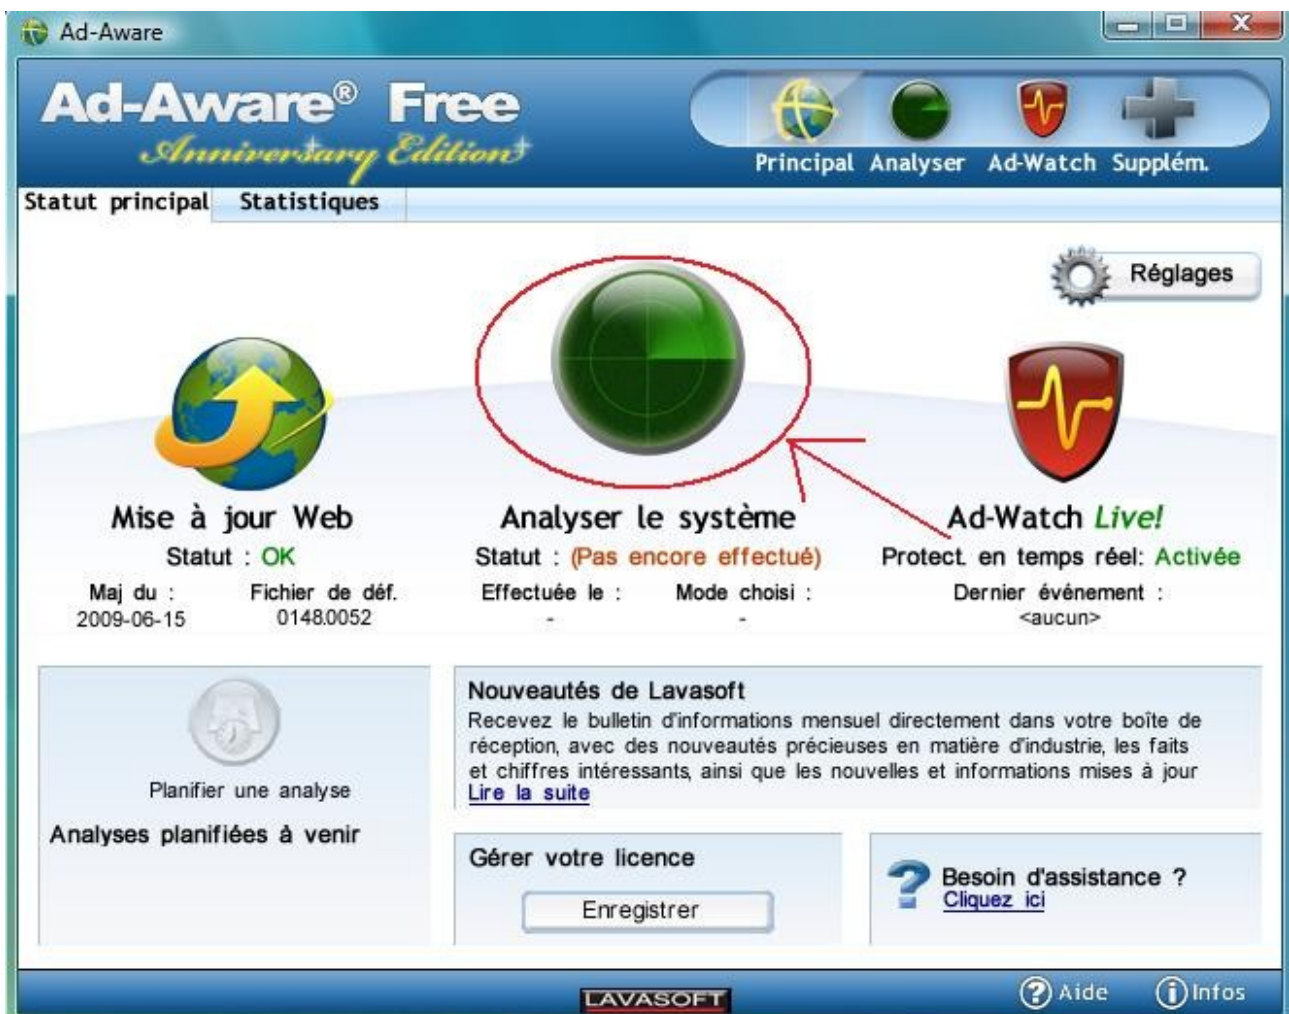 Ad-Aware
Ad-Aware® Free
Anniversary Edition
Principal Analyser Ad-Watch Supplém.
Statut principal Statistiques
Réglages
Mise à jour Web
Statut : OK
Maj du : Fichier de déf.
2009-06-15 0148.0052
Analyser le système
Statut : (Pas encore effectué)
Effectuée le : Mode choisi :
- -
Ad-Watch Live!
Protect. en temps réel: Activée
Dernier événement :
<aucun>
Planifier une analyse
Analyses planifiées à venir
Nouveautés de Lavasoft
Recevez le bulletin d'informations mensuel directement dans votre boîte de
réception, avec des nouveautés précieuses en matière d'industrie, les faits
et chiffres intéressants, ainsi que les nouvelles et informations mises à jour
Lire la suite
Gérer votre licence
Enregistrer
Besoin d'assistance ?
Cliquez ici
LAVASOFT
Aide Infos